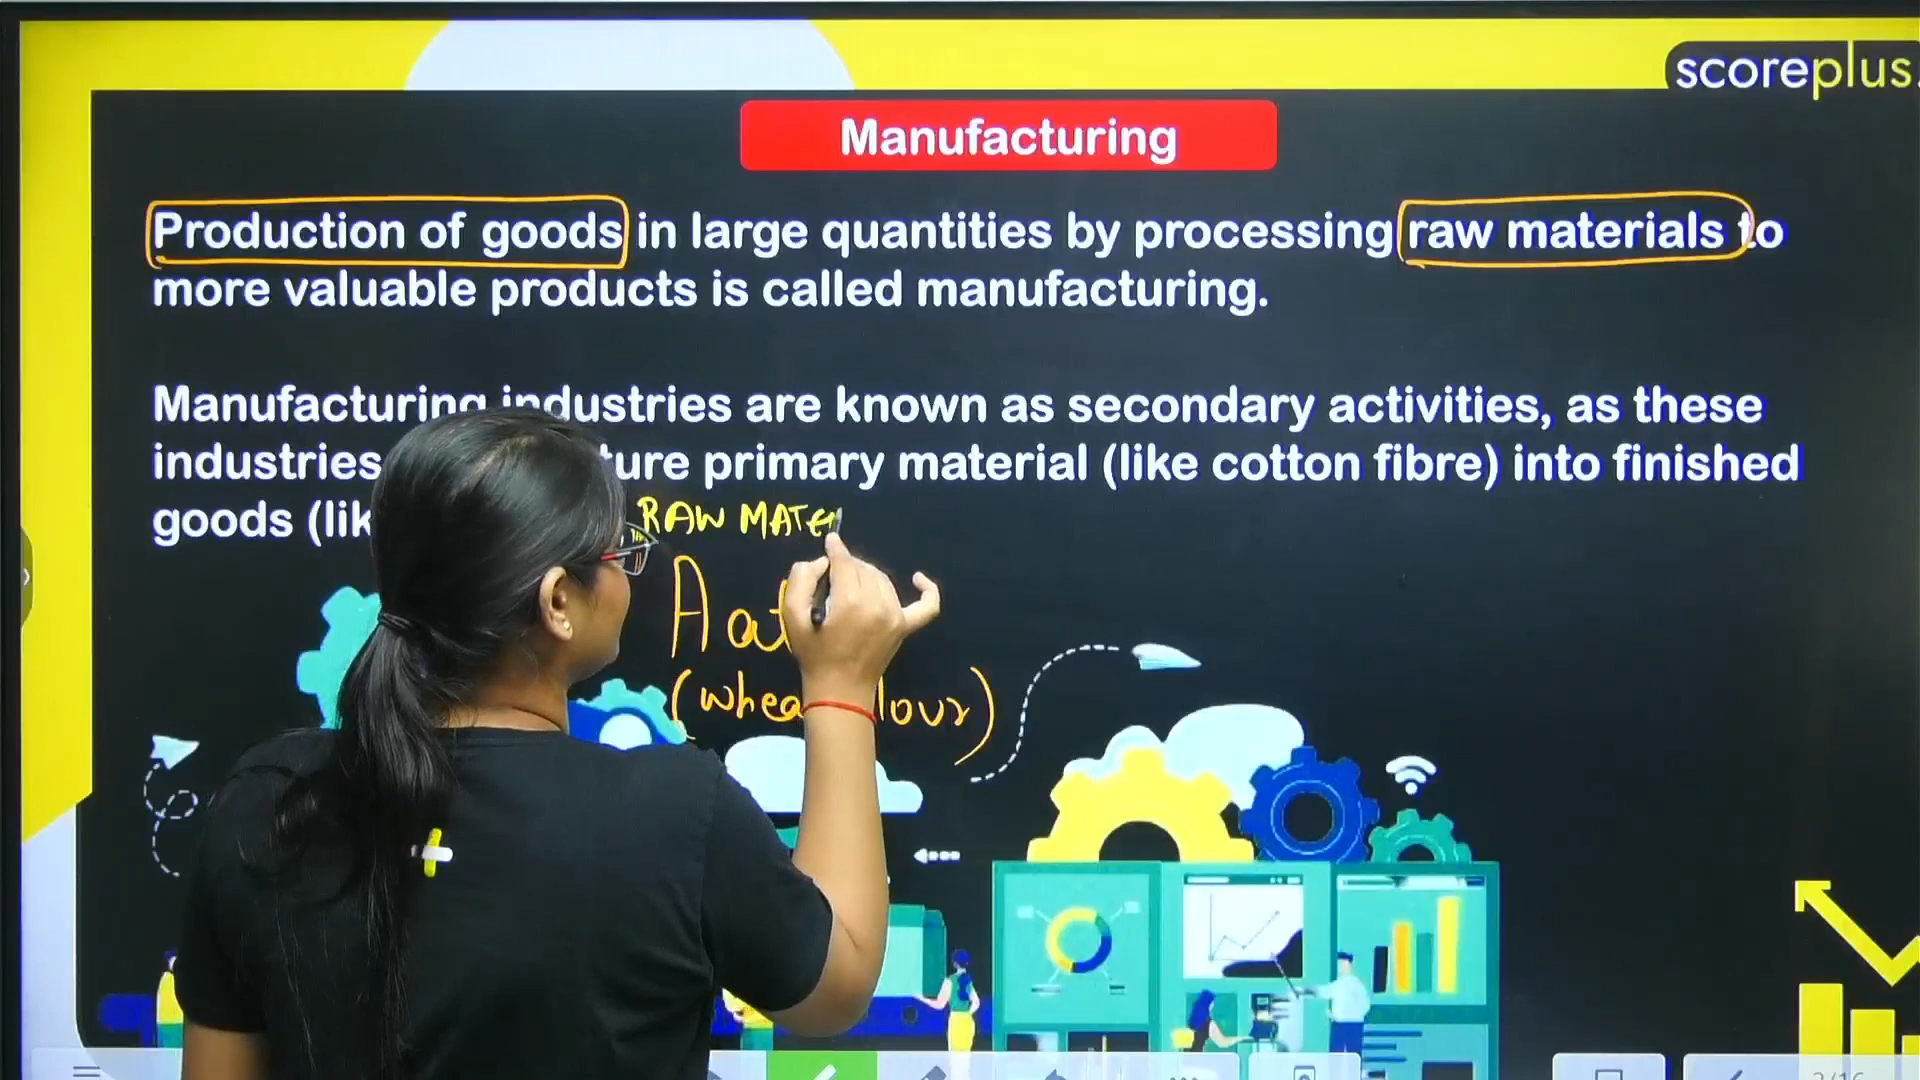 scoreplus.
Manufacturing
Production of goods in large quantities by processing raw materials to
more valuable products is called manufacturing.
Manufacturing industries are known as secondary activities, as these
industries ture primary material (like cotton fibre) into finished
goods (lik
RAW MATE
Aat
(whea lour)